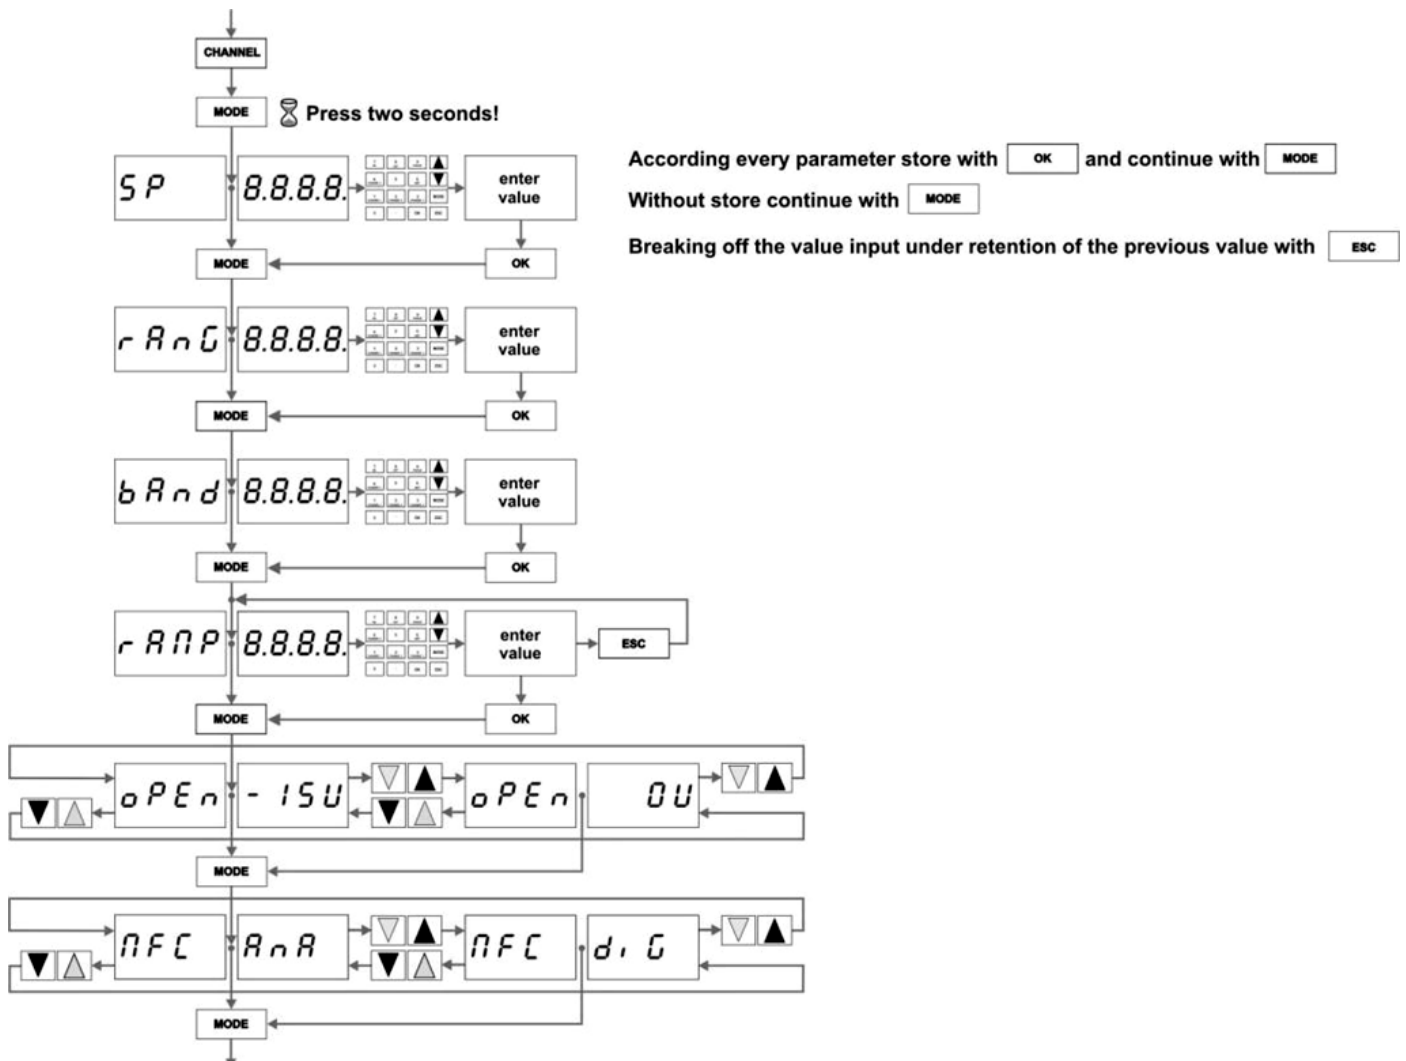 CHANNEL
MODE Press two seconds!
According every parameter store with OK and continue with MODE
SP 8.8.8.8. enter value
Without store continue with MODE
MODE OK
Breaking off the value input under retention of the previous value with ESC
rAnG 8.8.8.8. enter value
MODE OK
bAnd 8.8.8.8. enter value
MODE OK
rAMP 8.8.8.8. enter value ESC
MODE OK
oPEn -15U oPEn 0U
MODE
MFC AnA MFC diG
MODE